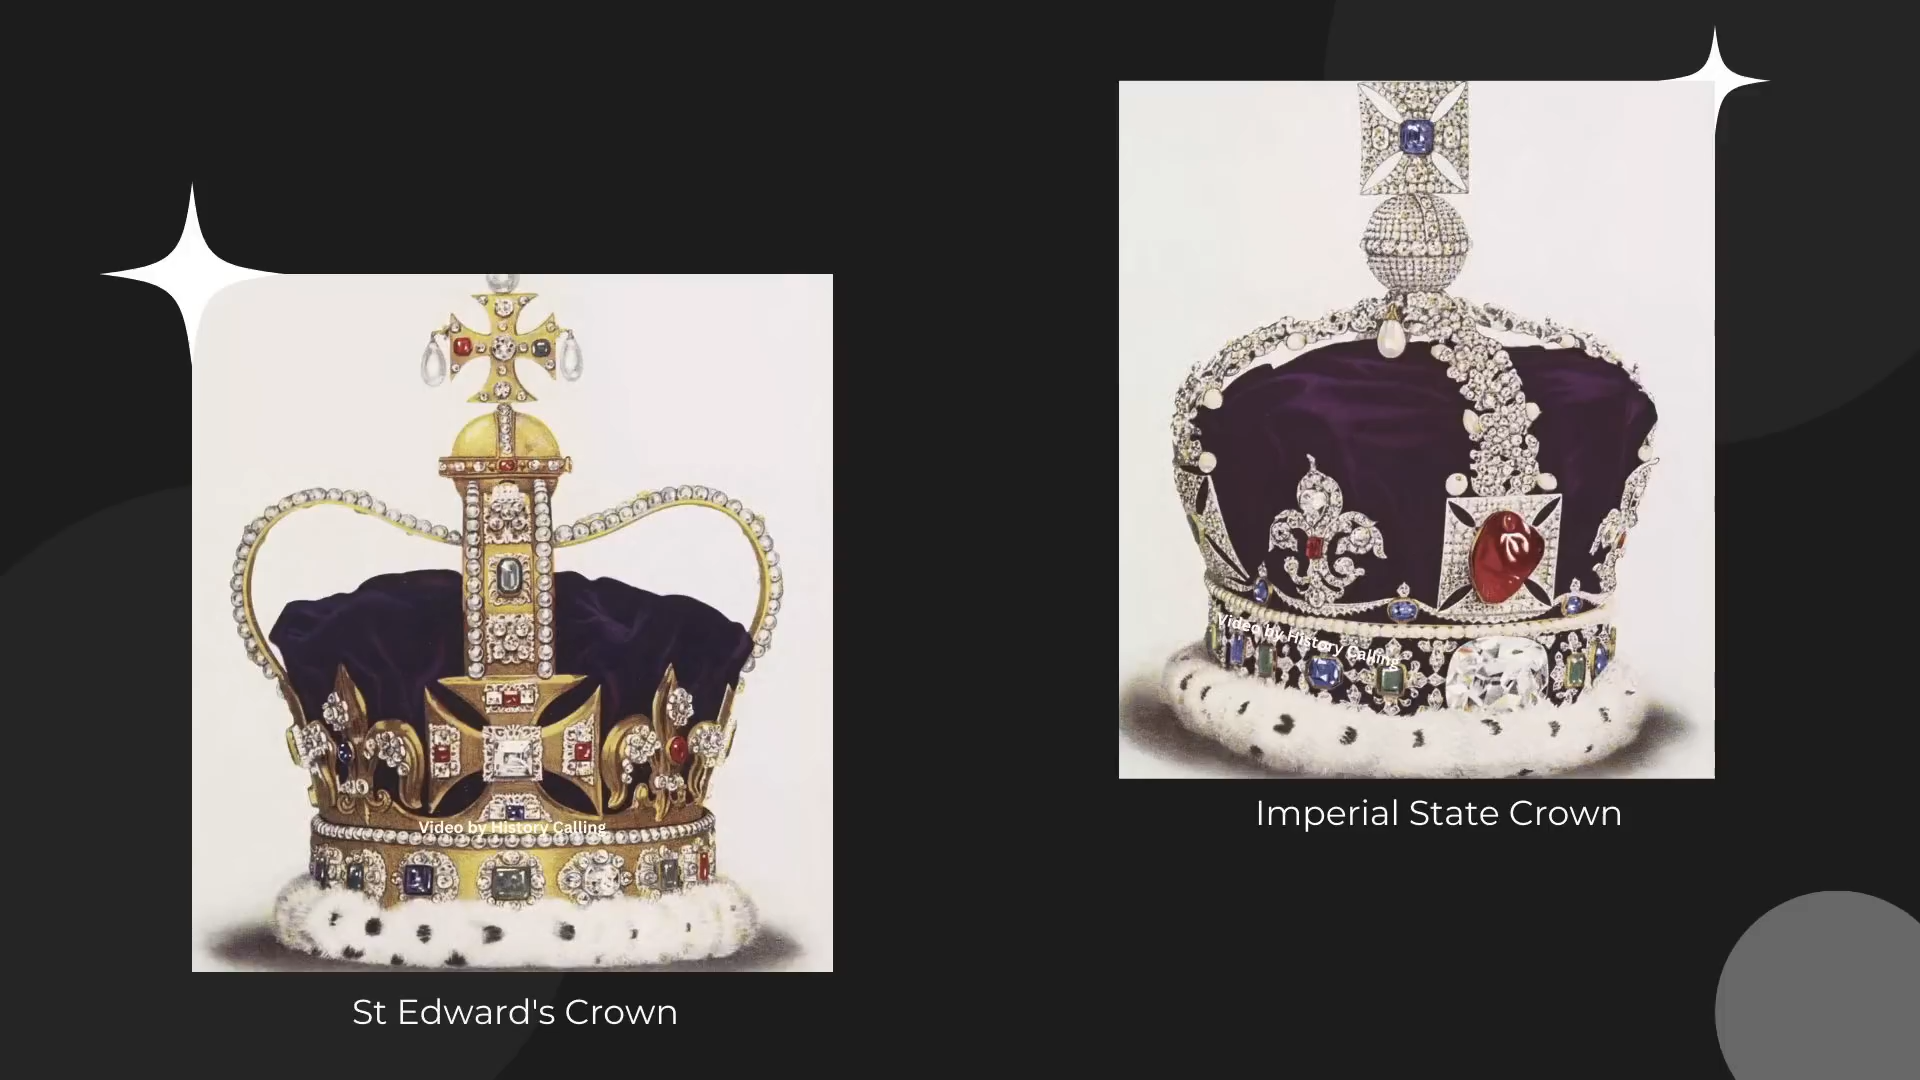 Video by History Calling
St Edward's Crown
Video by History Calling
Imperial State Crown